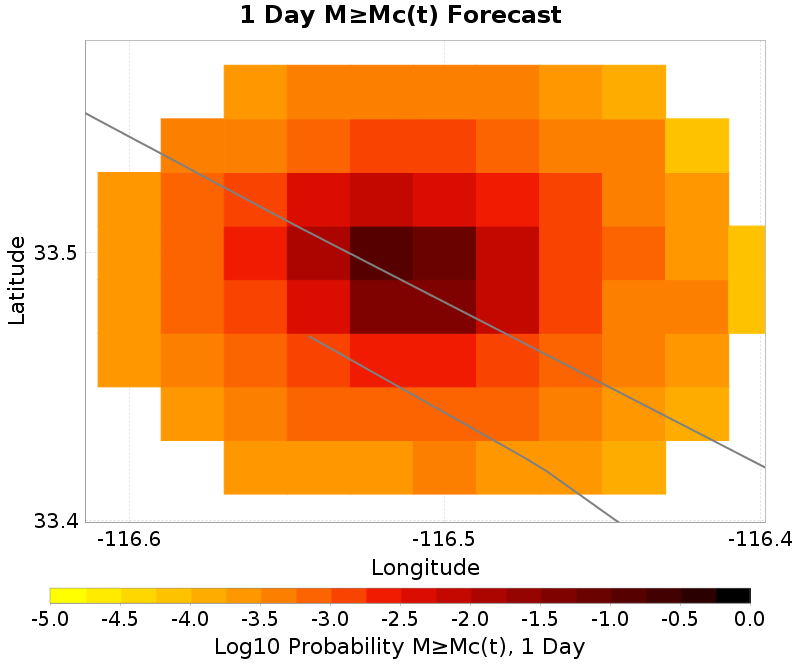 1 Day M≥Mc(t) Forecast
Latitude
33.5
33.4
-116.6 -116.5 -116.4
Longitude
-5.0 -4.5 -4.0 -3.5 -3.0 -2.5 -2.0 -1.5 -1.0 -0.5 0.0
Log10 Probability M≥Mc(t), 1 Day